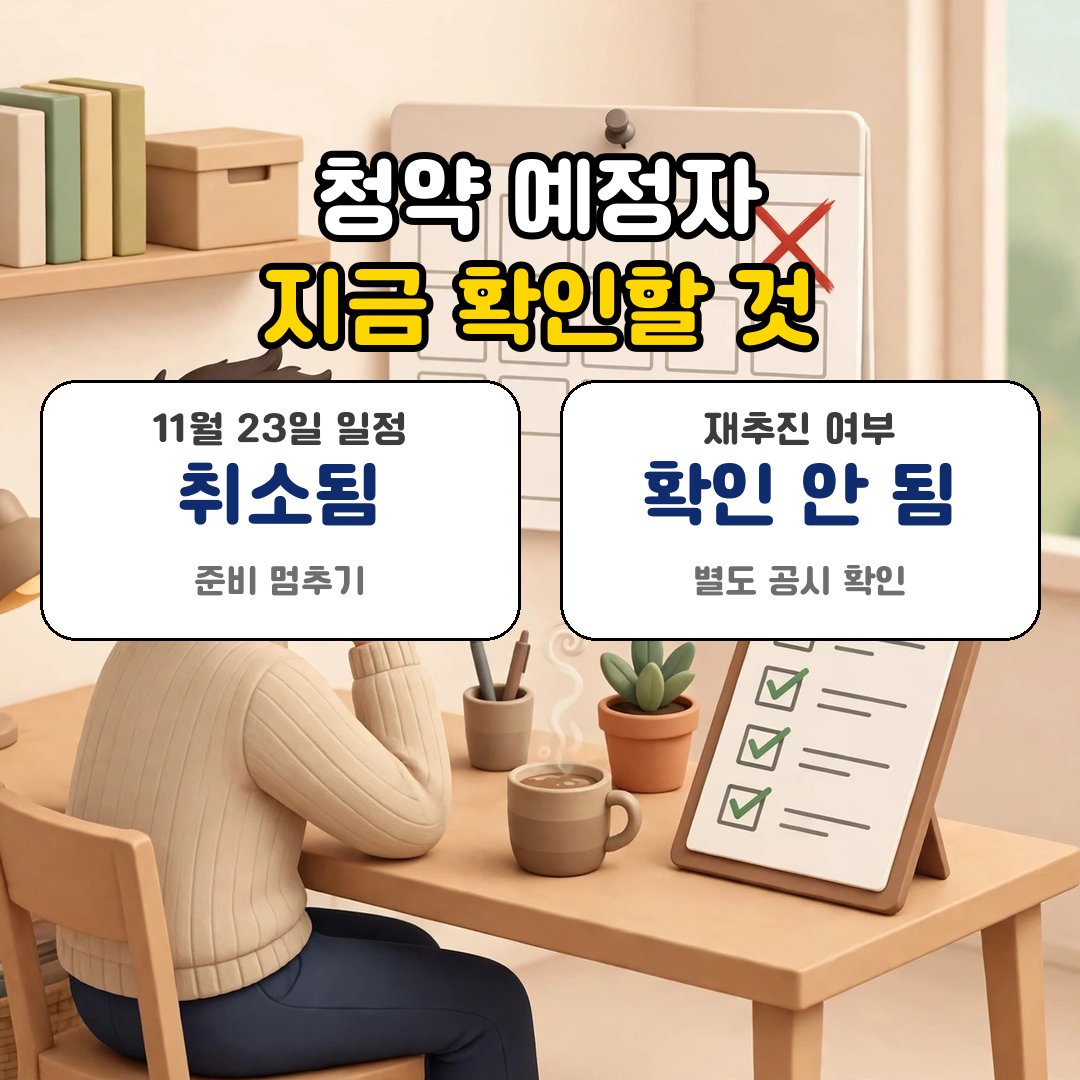 청약 예정자
지금 확인할 것
11월 23일 일정
취소됨
준비 멈추기
재추진 여부
확인 안 됨
별도 공시 확인